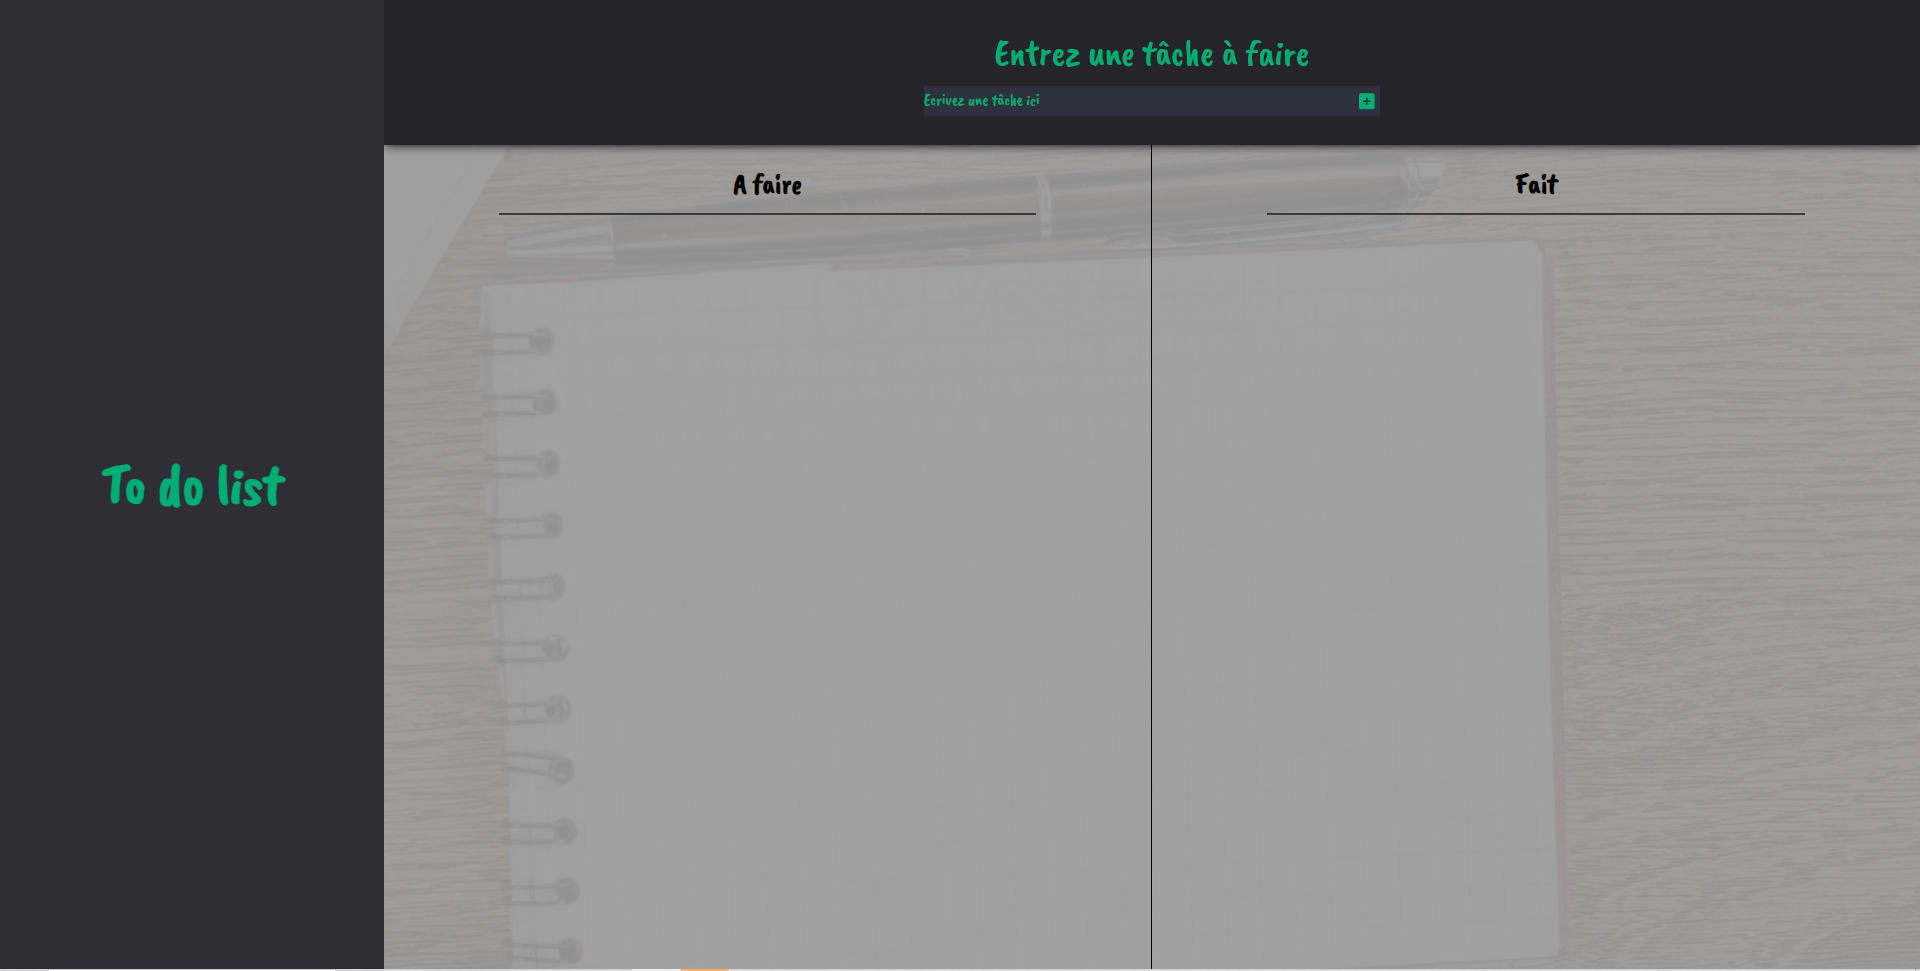 To do list
Entrez une tâche à faire
Ecrivez une tâche ici
A faire
Fait